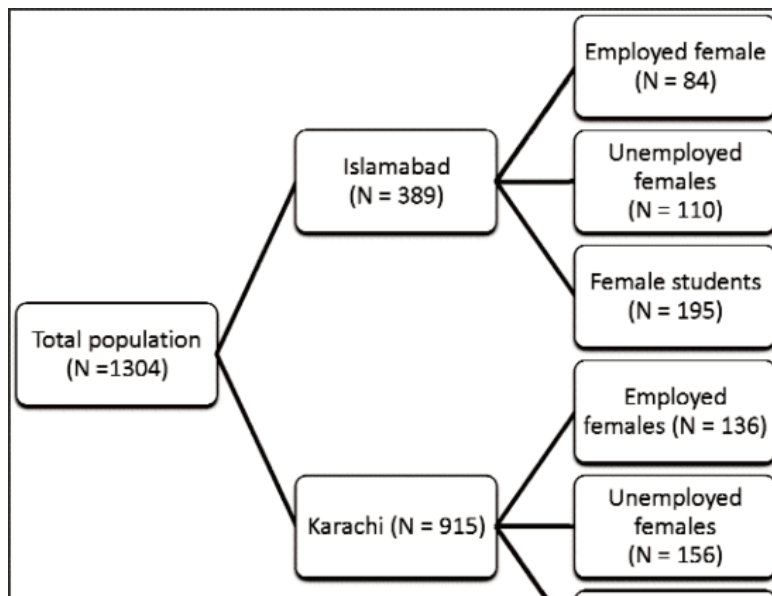 Employed female
(N = 84)
Islamabad
(N = 389)
Unemployed
females
(N = 110)
Female students
(N = 195)
Total population
(N =1304)
Employed
females (N = 136)
Karachi (N = 915)
Unemployed
females
(N = 156)